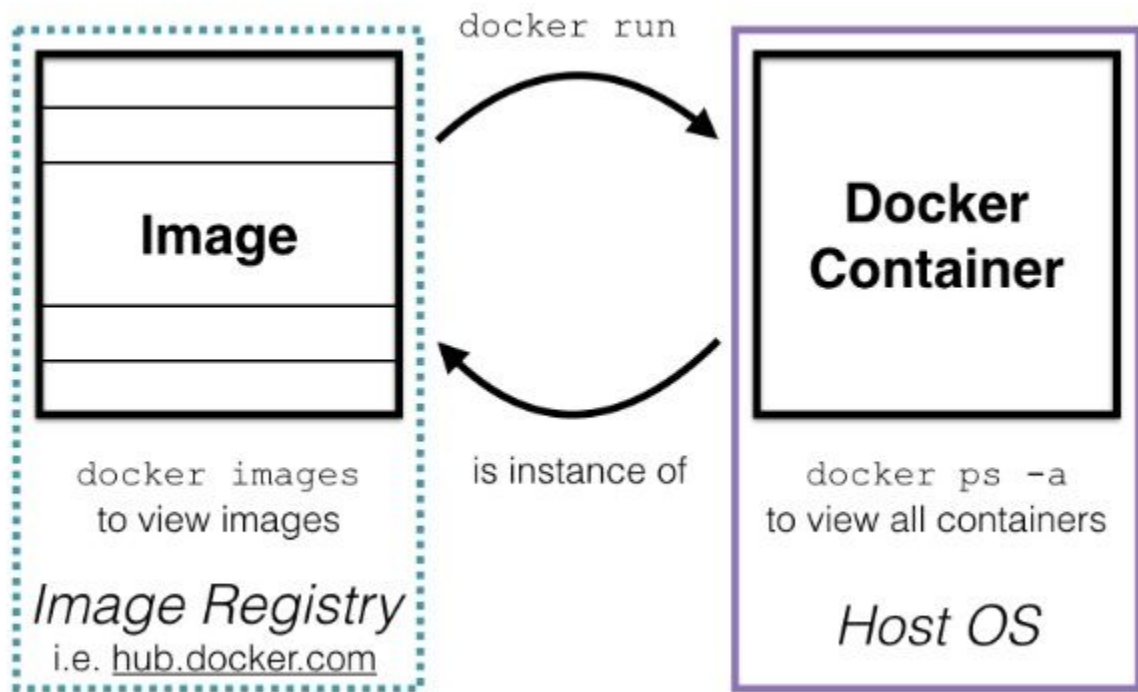 docker run
Image
docker images
to view images
Image Registry
i.e. hub.docker.com
is instance of
Docker
Container
docker ps -a
to view all containers
Host OS